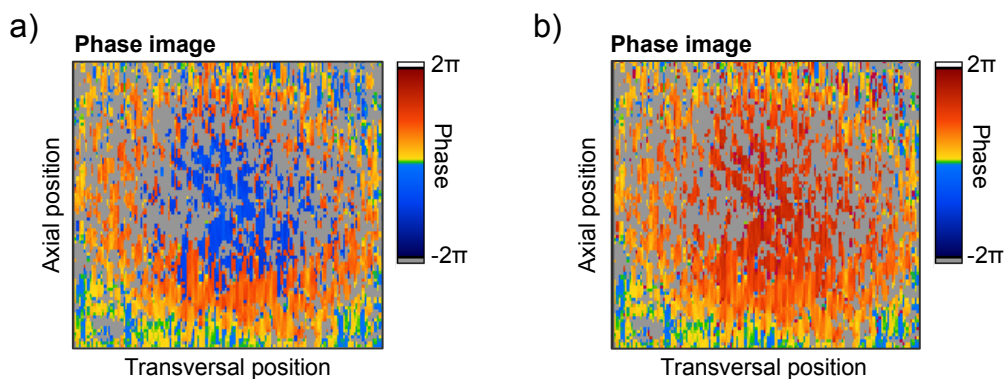 a)
Phase image
2π
Phase
-2π
Axial position
Transversal position
b)
Phase image
2π
Phase
-2π
Axial position
Transversal position